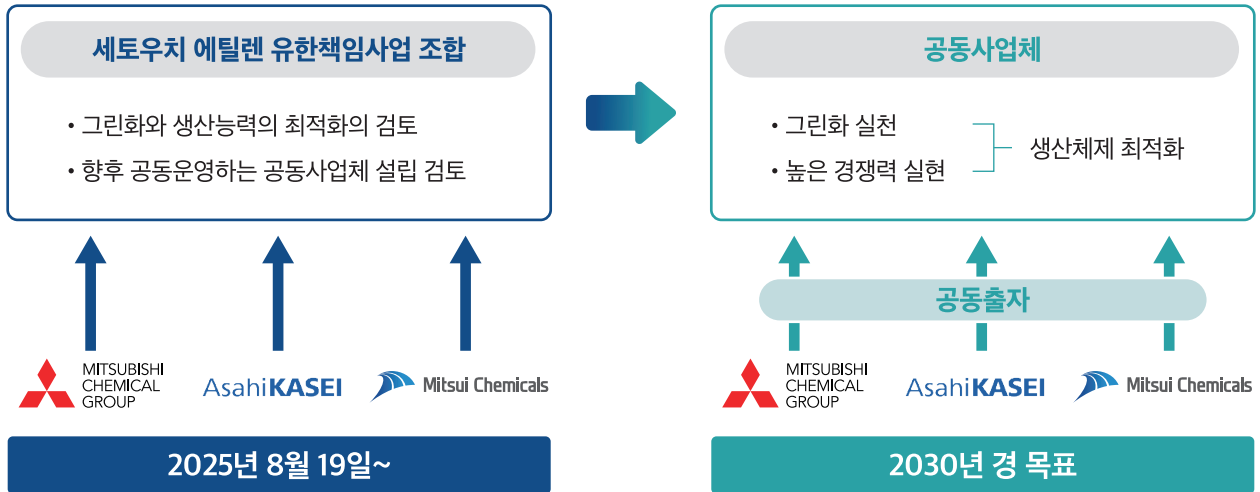 세토우치 에틸렌 유한책임사업 조합
• 그린화와 생산능력의 최적화의 검토
• 향후 공동운영하는 공동사업체 설립 검토
MITSUBISHI
CHEMICAL
GROUP
AsahiKASEI
Mitsui Chemicals
2025년 8월 19일~
공동사업체
• 그린화 실천
• 높은 경쟁력 실현
생산체제 최적화
공동출자
MITSUBISHI
CHEMICAL
GROUP
AsahiKASEI
Mitsui Chemicals
2030년 경 목표